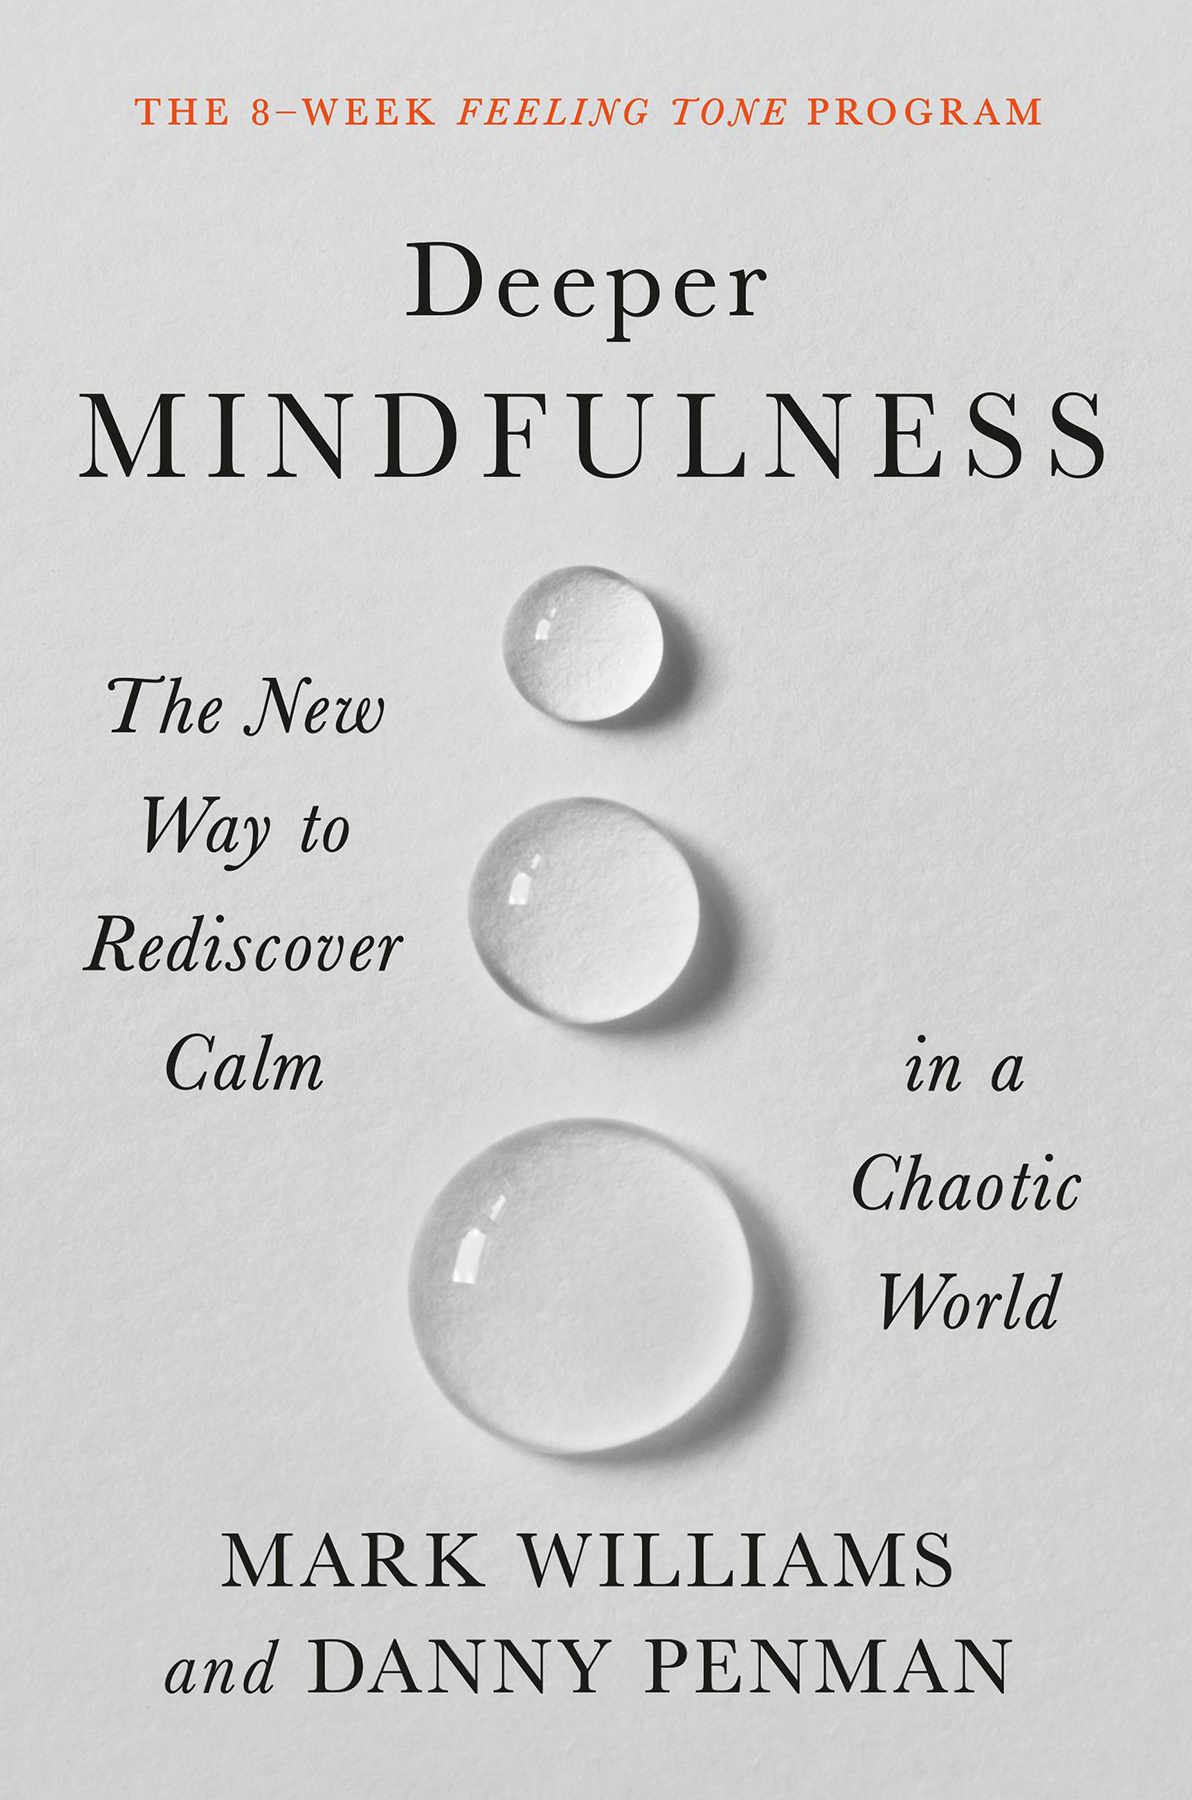 THE 8–WEEK FEELING TONE PROGRAM
Deeper
MINDFULNESS
The New
Way to
Rediscover
Calm
in a
Chaotic
World
MARK WILLIAMS
and DANNY PENMAN